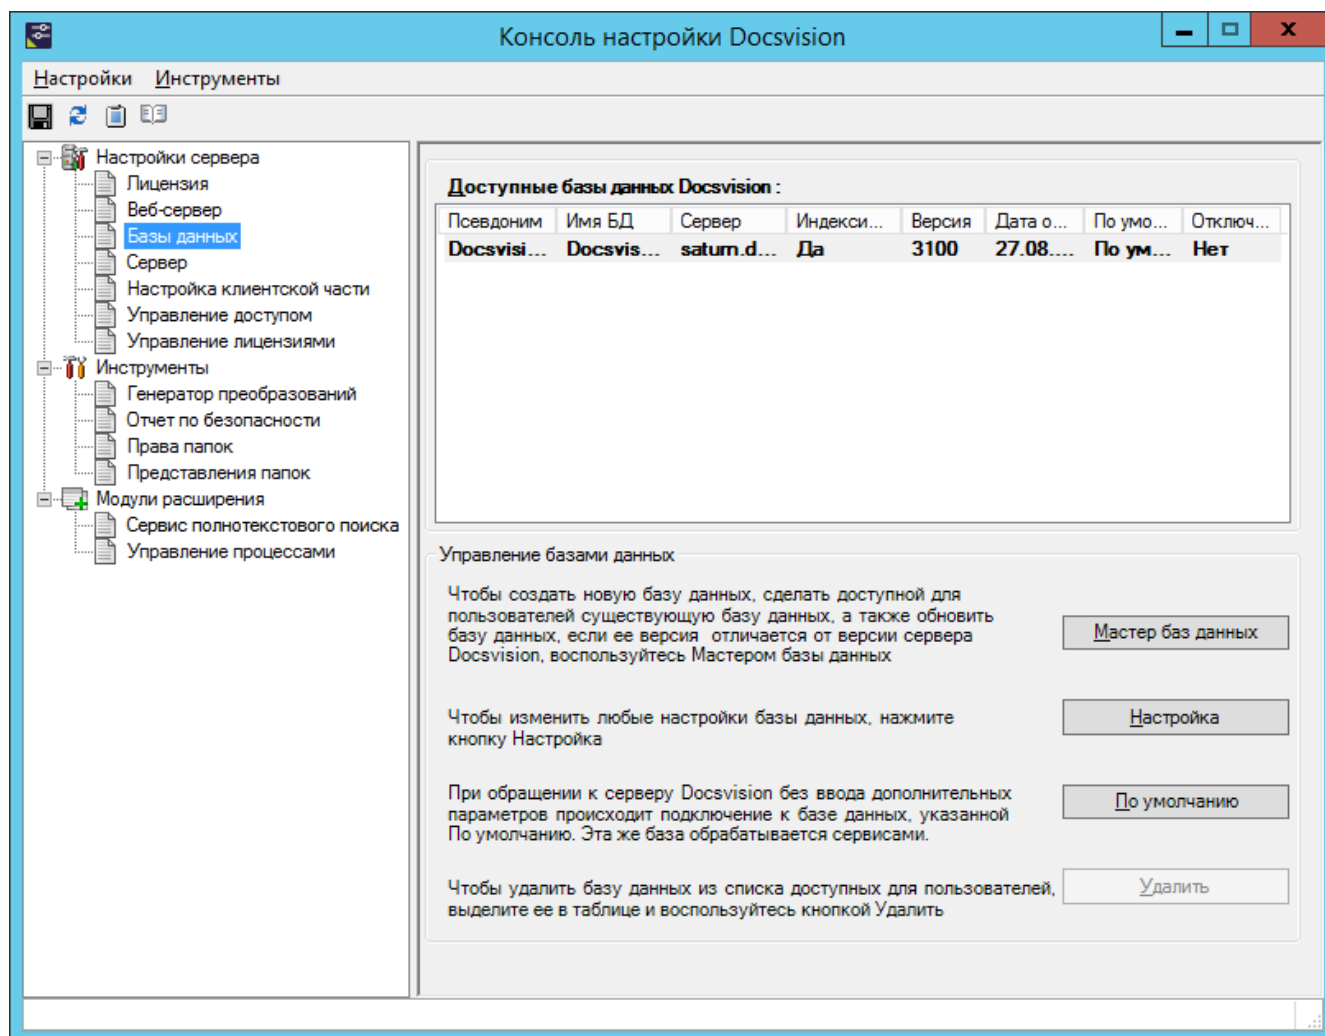 Консоль настройки Docsvision
Настройки Инструменты
Настройки сервера
Лицензия
Веб-сервер
Базы данных
Сервер
Настройка клиентской части
Управление доступом
Управление лицензиями
Инструменты
Генератор преобразований
Отчет по безопасности
Права папок
Представления папок
Модули расширения
Сервис полнотекстового поиска
Управление процессами
Доступные базы данных Docsvision :
Псевдоним Имя БД Сервер Индекси... Версия Дата о... По умо... Отключ...
Docsvisi... Docsvis... saturn.d... Да 3100 27.08.... По ум... Нет
Управление базами данных
Чтобы создать новую базу данных, сделать доступной для
пользователей существующую базу данных, а также обновить
базу данных, если ее версия отличается от версии сервера
Docsvision, воспользуйтесь Мастером базы данных
Мастер баз данных
Чтобы изменить любые настройки базы данных, нажмите
кнопку Настройка
Настройка
При обращении к серверу Docsvision без ввода дополнительных
параметров происходит подключение к базе данных, указанной
По умолчанию. Эта же база обрабатывается сервисами.
По умолчанию
Чтобы удалить базу данных из списка доступных для пользователей,
выделите ее в таблице и воспользуйтесь кнопкой Удалить
Удалить